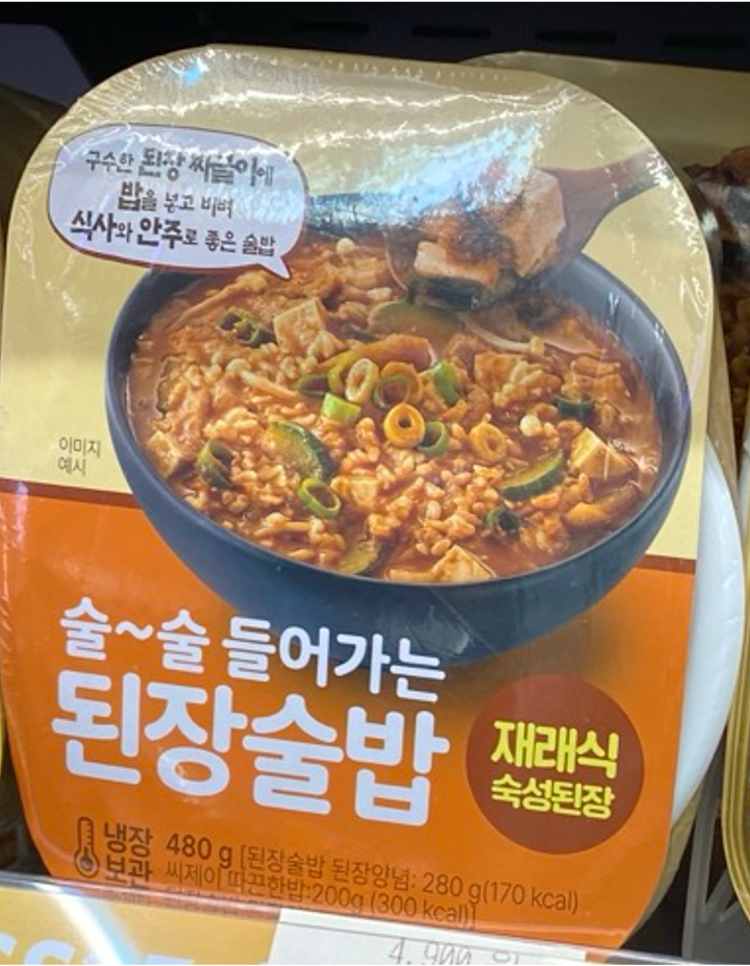 구수한 된장 짜글이에
밥을 넣고 비벼
식사와 안주로 좋은 술밥
이미지
예시
술~술 들어가는
된장술밥
재래식
숙성된장
냉장
보관
480 g [된장술밥 된장양념: 280 g(170 kcal)
씨제이 따끈한밥:200g (300 kcal)]